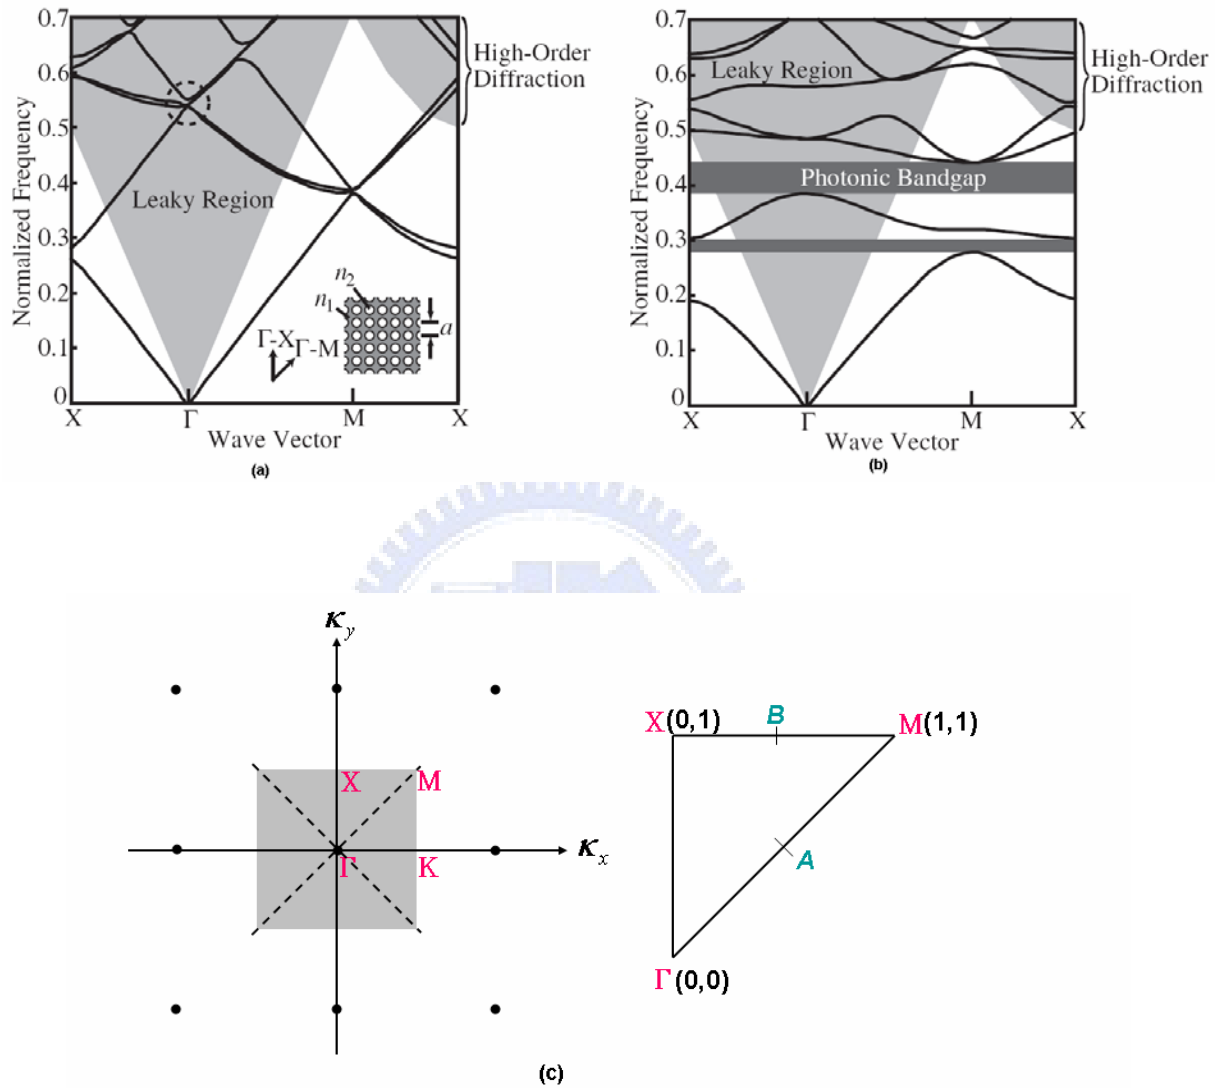 0.7
0.6
0.5
0.4
0.3
0.2
0.1
0
Normalized Frequency
Leaky Region
High-Order
Diffraction
n2
n1
a
Γ-X
Γ-M
X Γ M X
Wave Vector
(a)
0.7
0.6
0.5
0.4
0.3
0.2
0.1
0
Normalized Frequency
Leaky Region
High-Order
Diffraction
Photonic Bandgap
X Γ M X
Wave Vector
(b)
κy
X M
Γ K
κx
X(0,1) B M(1,1)
A
Γ(0,0)
(c)